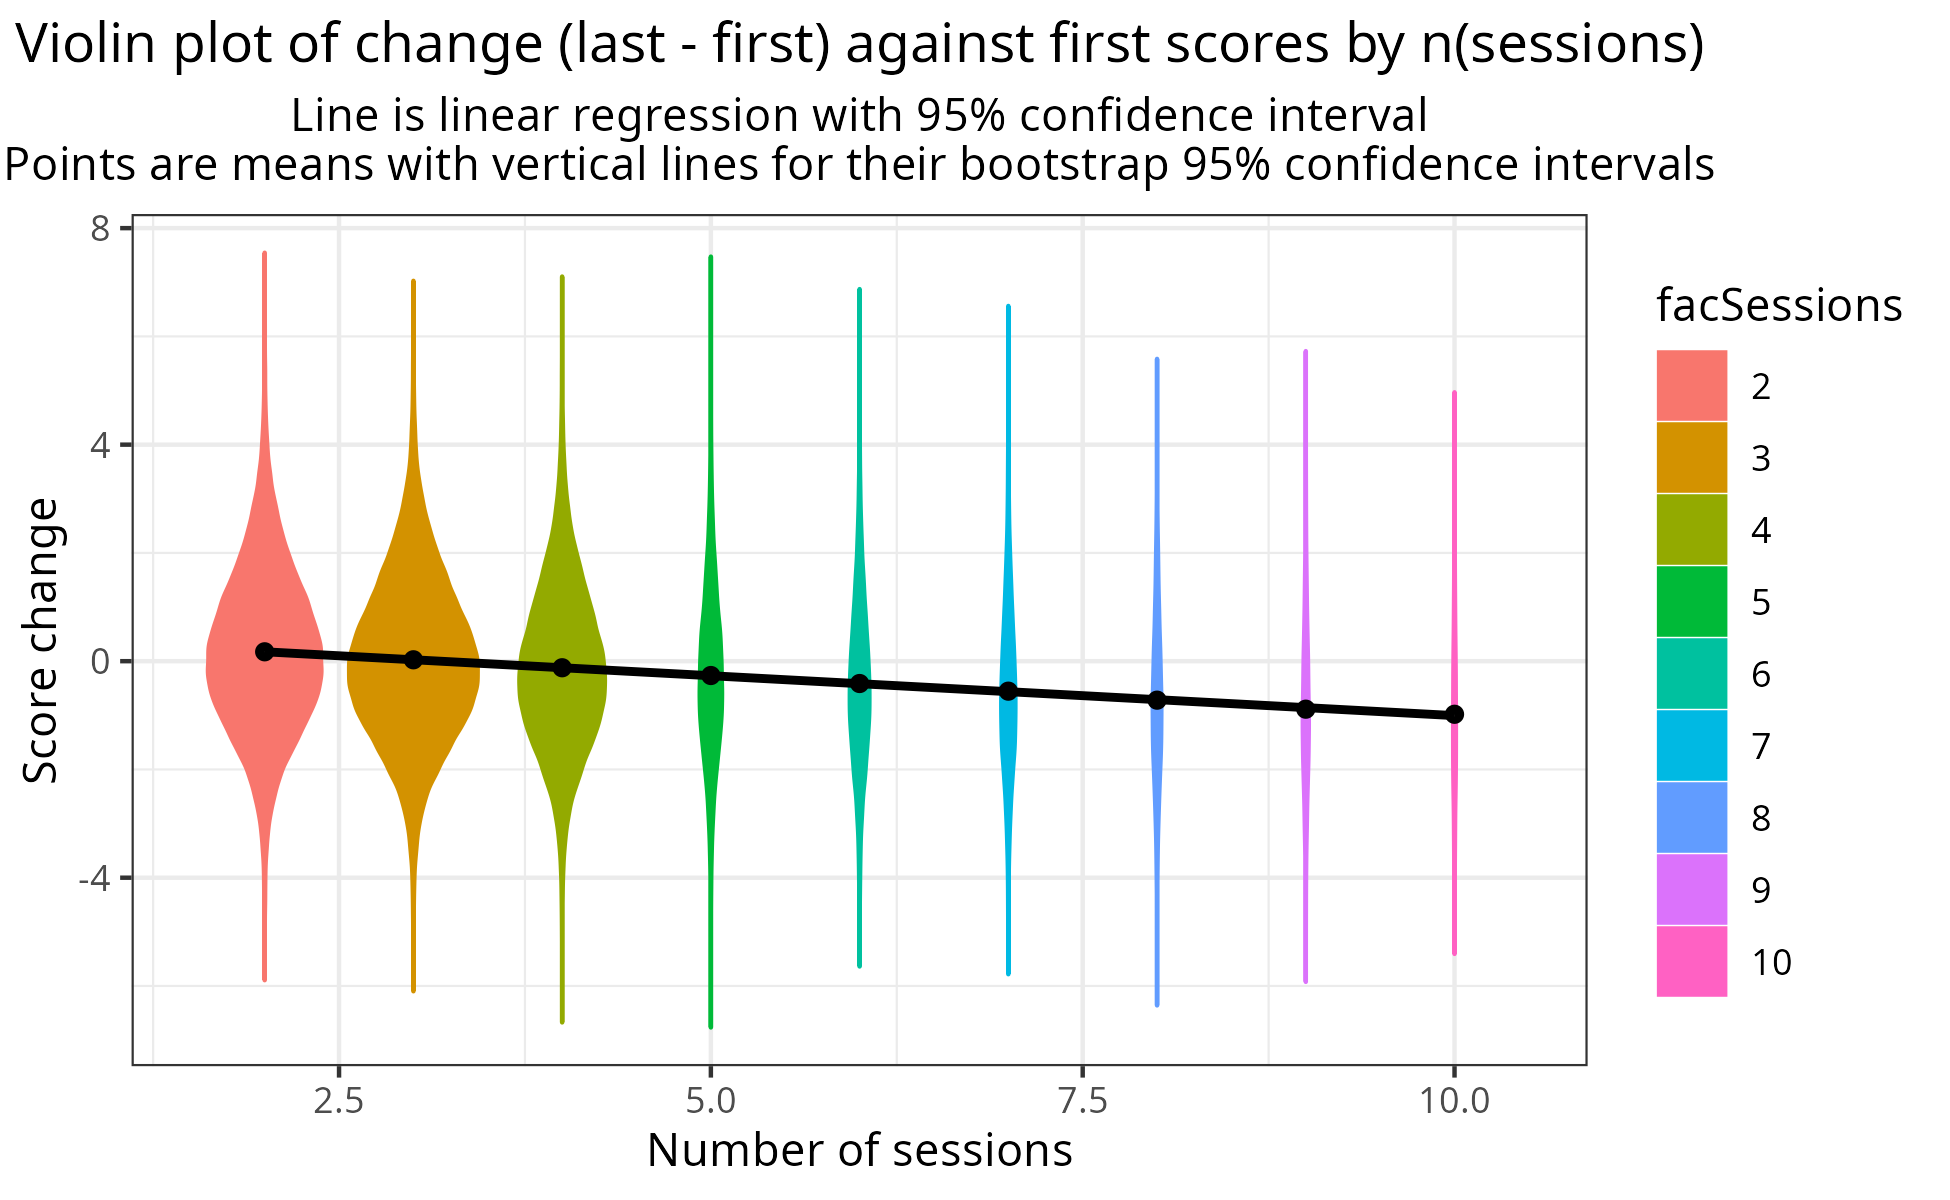 Violin plot of change (last - first) against first scores by n(sessions)
Line is linear regression with 95% confidence interval
Points are means with vertical lines for their bootstrap 95% confidence intervals
8
4
0
-4
Score change
2.5
5.0
7.5
10.0
Number of sessions
facSessions
2
3
4
5
6
7
8
9
10